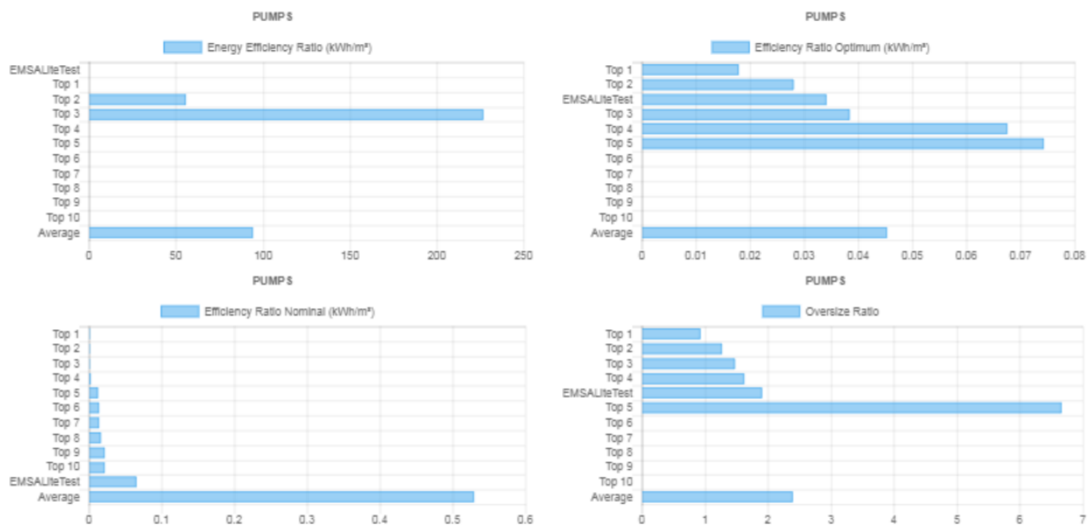 PUMPS
Energy Efficiency Ratio (kWh/m³)
EMSALiteTest
Top 1
Top 2
Top 3
Top 4
Top 5
Top 6
Top 7
Top 8
Top 9
Top 10
Average
0 50 100 150 200 250
PUMPS
Efficiency Ratio Optimum (kWh/m³)
Top 1
Top 2
EMSALiteTest
Top 3
Top 4
Top 5
Top 6
Top 7
Top 8
Top 9
Top 10
Average
0 0.01 0.02 0.03 0.04 0.05 0.06 0.07 0.08
PUMPS
Efficiency Ratio Nominal (kWh/m³)
Top 1
Top 2
Top 3
Top 4
Top 5
Top 6
Top 7
Top 8
Top 9
Top 10
EMSALiteTest
Average
0 0.1 0.2 0.3 0.4 0.5 0.6
PUMPS
Oversize Ratio
Top 1
Top 2
Top 3
Top 4
EMSALiteTest
Top 5
Top 6
Top 7
Top 8
Top 9
Top 10
Average
0 1 2 3 4 5 6 7